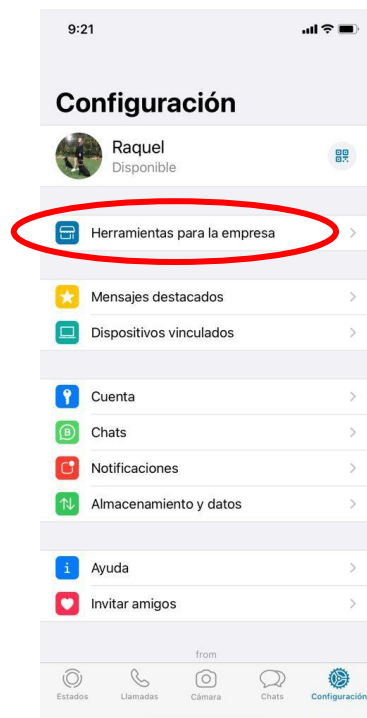 9:21
Configuración
Raquel
Disponible
Herramientas para la empresa
Mensajes destacados
Dispositivos vinculados
Cuenta
Chats
Notificaciones
Almacenamiento y datos
Ayuda
Invitar amigos
from
Estados Llamadas Cámara Chats Configuración